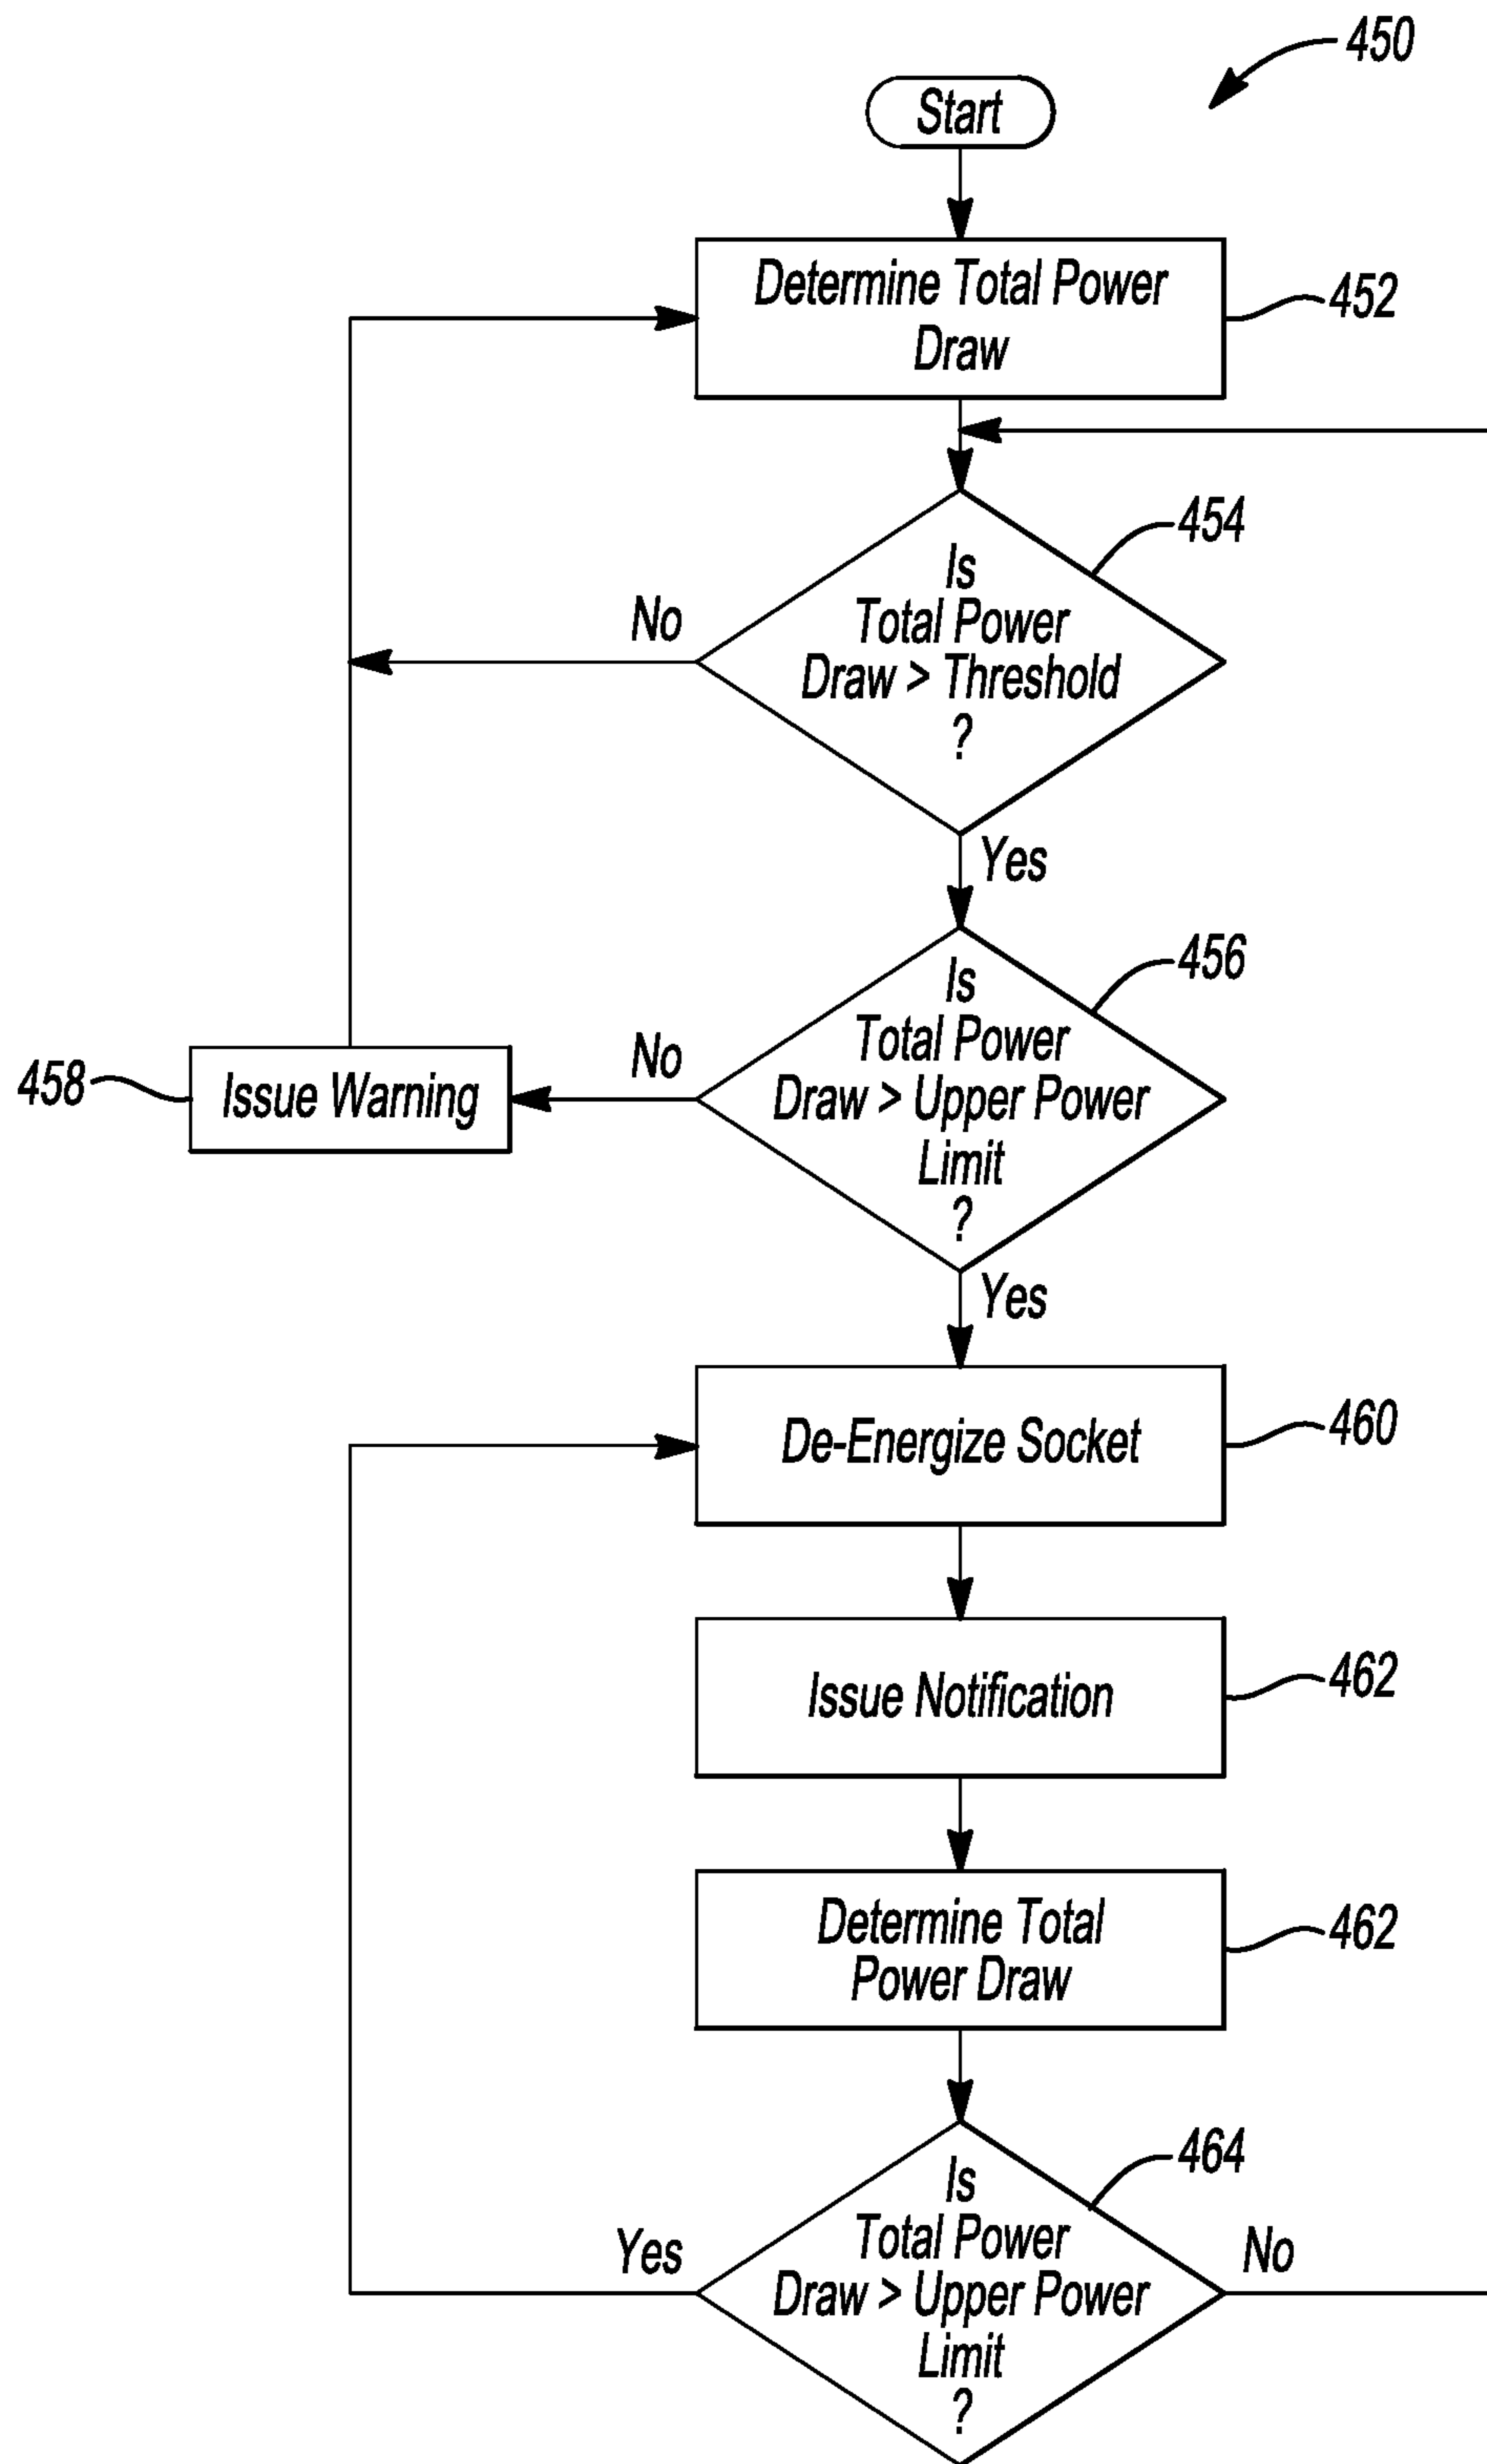 450
Start
Determine Total Power
Draw
452
454
Is
Total Power
Draw > Threshold
?
No
Yes
456
Is
Total Power
Draw > Upper Power
Limit
?
No
458
Issue Warning
Yes
De-Energize Socket
460
Issue Notification
462
Determine Total
Power Draw
462
464
Is
Total Power
Draw > Upper Power
Limit
?
Yes
No